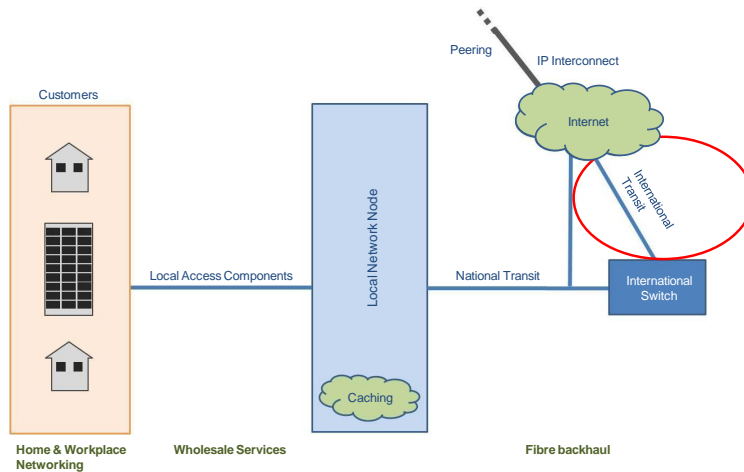 Peering
IP Interconnect
Customers
Internet
International
Transit
Local Network Node
Local Access Components
National Transit
International
Switch
Caching
Home & Workplace
Networking
Wholesale Services
Fibre backhaul